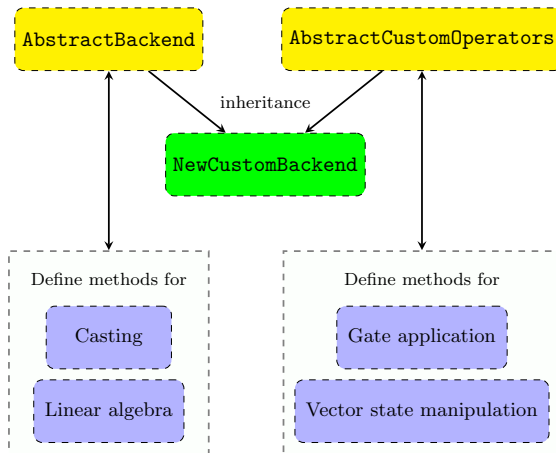 AbstractBackend
AbstractCustomOperators
inheritance
NewCustomBackend
Define methods for
Casting
Linear algebra
Define methods for
Gate application
Vector state manipulation